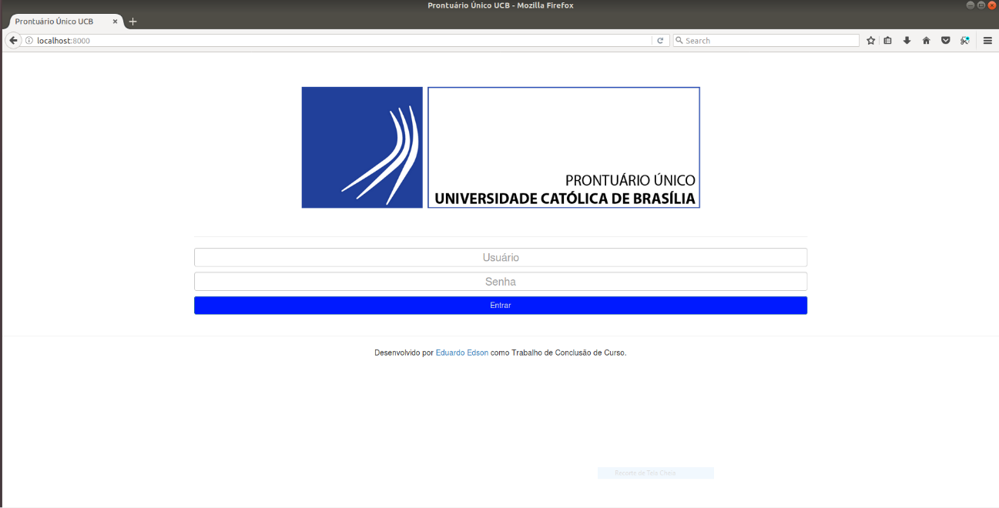 Prontuário Único UCB - Mozilla Firefox
Prontuário Único UCB
localhost:8000
Search
PRONTUÁRIO ÚNICO
UNIVERSIDADE CATÓLICA DE BRASÍLIA
Usuário
Senha
Entrar
Desenvolvido por Eduardo Edson como Trabalho de Conclusão de Curso.
Recorte de Tela Cheia